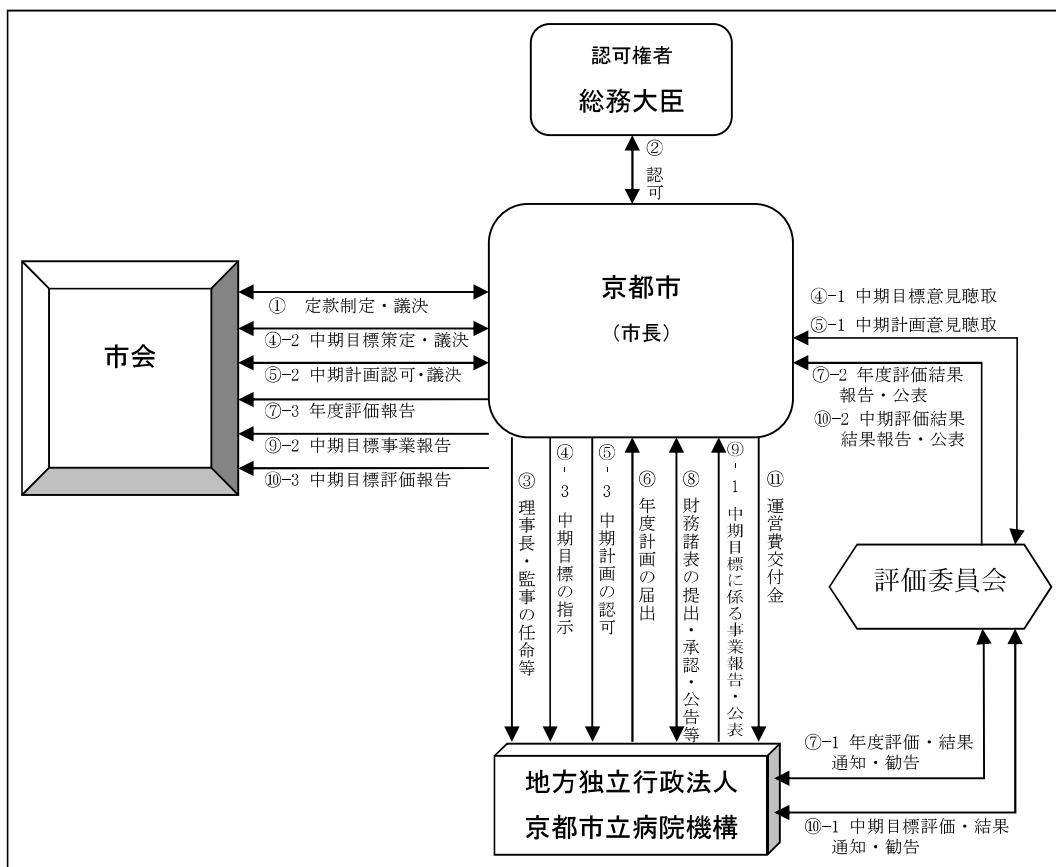 認可権者
総務大臣
②
認可
京都市
(市長)
市会
① 定款制定・議決
④-2 中期目標策定・議決
⑤-2 中期計画認可・議決
⑦-3 年度評価報告
⑨-2 中期目標事業報告
⑩-3 中期目標評価報告
④-1 中期目標意見聴取
⑤-1 中期計画意見聴取
⑦-2 年度評価結果
報告・公表
⑩-2 中期評価結果
結果報告・公表
③ 理事長・監事の任命等
④-3 中期目標の指示
⑤-3 中期計画の認可
⑥ 年度計画の届出
⑧ 財務諸表の提出・承認・公告等
⑨-1 中期目標に係る事業報告・公表
⑪ 運営費交付金
評価委員会
⑦-1 年度評価・結果
通知・勧告
⑩-1 中期目標評価・結果
通知・勧告
地方独立行政法人
京都市立病院機構